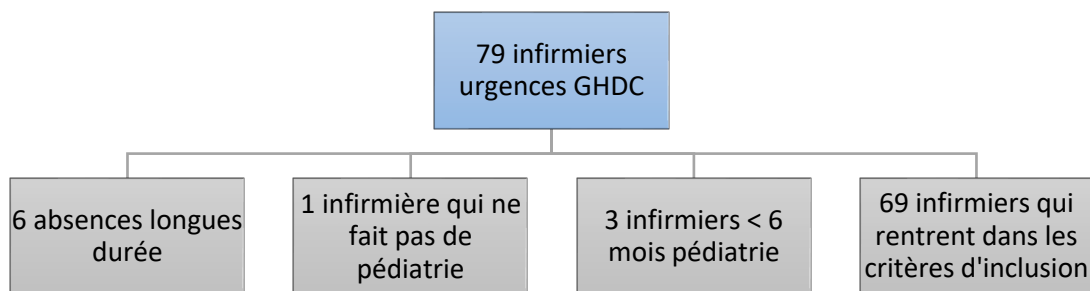 79 infirmiers
urgences GHDC
6 absences longues
durée
1 infirmière qui ne
fait pas de
pédiatrie
3 infirmiers < 6
mois pédiatrie
69 infirmiers qui
rentrent dans les
critères d'inclusion